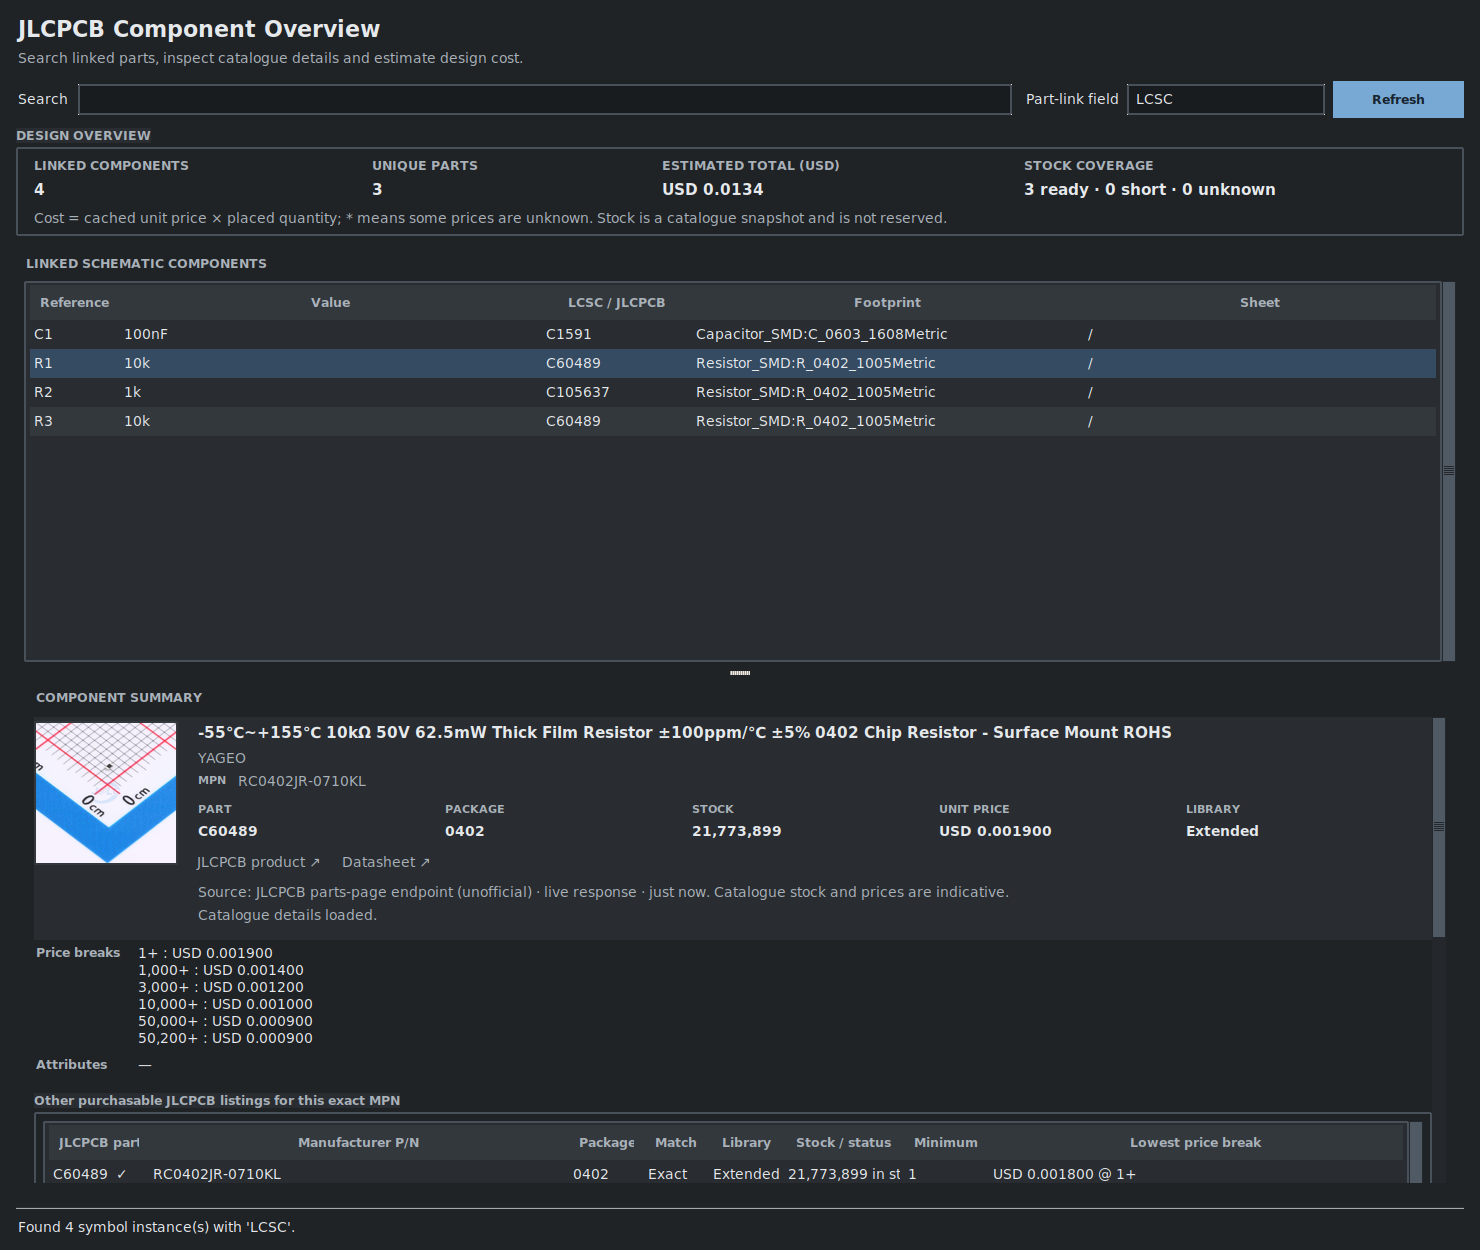 JLCPCB Component Overview
Search linked parts, inspect catalogue details and estimate design cost.
Search Part-link field LCSC Refresh
DESIGN OVERVIEW
LINKED COMPONENTS UNIQUE PARTS ESTIMATED TOTAL (USD) STOCK COVERAGE
4 3 USD 0.0134 3 ready · 0 short · 0 unknown
Cost = cached unit price × placed quantity; * means some prices are unknown. Stock is a catalogue snapshot and is not reserved.
LINKED SCHEMATIC COMPONENTS
Reference Value LCSC / JLCPCB Footprint Sheet
C1 100nF C1591 Capacitor_SMD:C_0603_1608Metric /
R1 10k C60489 Resistor_SMD:R_0402_1005Metric /
R2 1k C105637 Resistor_SMD:R_0402_1005Metric /
R3 10k C60489 Resistor_SMD:R_0402_1005Metric /
COMPONENT SUMMARY
0cm 0cm
-55℃~+155℃ 10kΩ 50V 62.5mW Thick Film Resistor ±100ppm/℃ ±5% 0402 Chip Resistor - Surface Mount ROHS
YAGEO
MPN RC0402JR-0710KL
PART PACKAGE STOCK UNIT PRICE LIBRARY
C60489 0402 21,773,899 USD 0.001900 Extended
JLCPCB product ↗ Datasheet ↗
Source: JLCPCB parts-page endpoint (unofficial) · live response · just now. Catalogue stock and prices are indicative.
Catalogue details loaded.
Price breaks 1+ : USD 0.001900
1,000+ : USD 0.001400
3,000+ : USD 0.001200
10,000+ : USD 0.001000
50,000+ : USD 0.000900
50,200+ : USD 0.000900
Attributes —
Other purchasable JLCPCB listings for this exact MPN
JLCPCB part Manufacturer P/N Package Match Library Stock / status Minimum Lowest price break
C60489 ✓ RC0402JR-0710KL 0402 Exact Extended 21,773,899 in st 1 USD 0.001800 @ 1+
Found 4 symbol instance(s) with 'LCSC'.